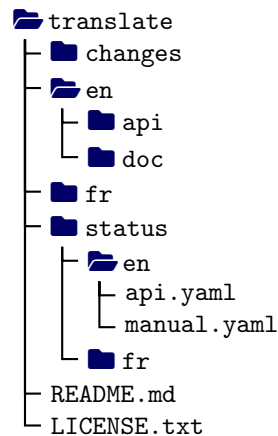 translate
changes
en
api
doc
fr
status
en
api.yaml
manual.yaml
fr
README.md
LICENSE.txt